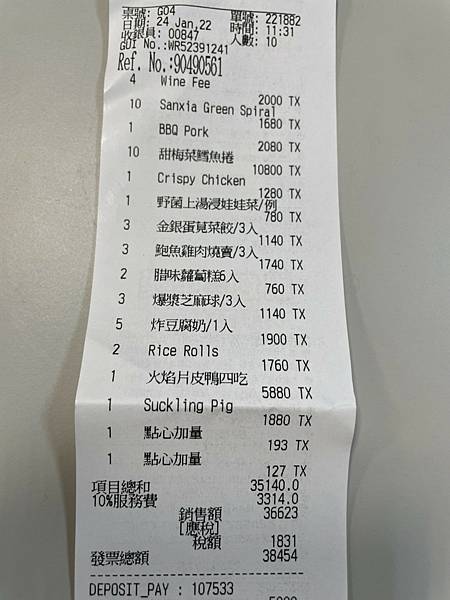 桌號: G04 單號: 221882
日期: 24 Jan,22 時間: 11:31
收銀員: 00847 人數: 10
GUI No.:WR52391241
Ref. No.:90490561
4 Wine Fee
2000 TX
10 Sanxia Green Spiral
1680 TX
1 BBQ Pork
2080 TX
10 甜梅菜鱈魚捲
10800 TX
1 Crispy Chicken
1280 TX
1 野菌上湯浸娃娃菜/例
780 TX
3 金銀蛋莧菜餃/3入
1140 TX
3 鮑魚雞肉燒賣/3入
1740 TX
2 腊味蘿蔔糕6入
760 TX
3 爆漿芝麻球/3入
1140 TX
5 炸豆腐奶/1入
1900 TX
2 Rice Rolls
1760 TX
1 火焰片皮鴨四吃
5880 TX
1 Suckling Pig
1880 TX
1 點心加量
193 TX
1 點心加量
127 TX
項目總和 35140.0
10%服務費 3314.0
銷售額 36623
[應稅]
稅額 1831
發票總額 38454
DEPOSIT_PAY : 107533